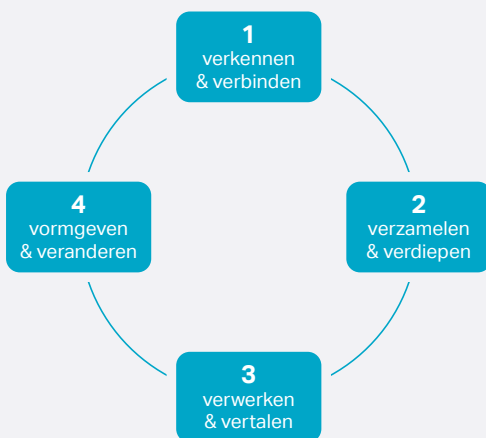 1
verkennen
& verbinden
2
verzamelen
& verdiepen
3
verwerken
& vertalen
4
vormgeven
& veranderen